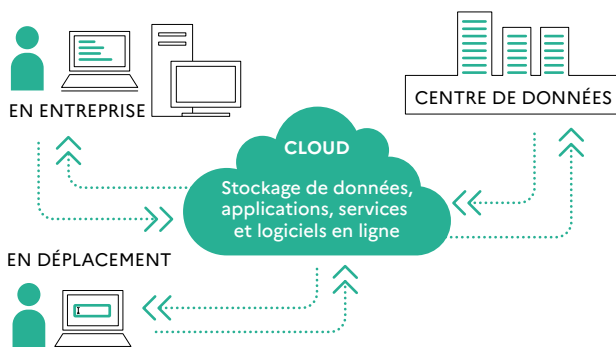 EN ENTREPRISE
CENTRE DE DONNÉES
CLOUD
Stockage de données,
applications, services
et logiciels en ligne
EN DÉPLACEMENT